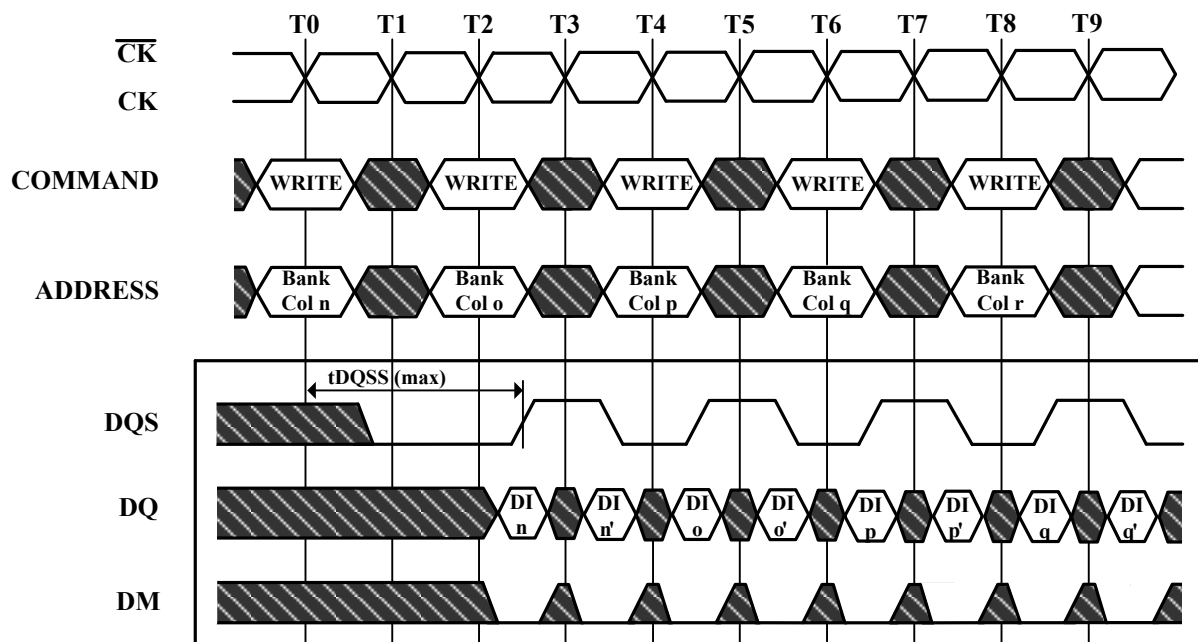 T0 T1 T2 T3 T4 T5 T6 T7 T8 T9
CK
CK
COMMAND WRITE WRITE WRITE WRITE WRITE
ADDRESS Bank Col n Bank Col o Bank Col p Bank Col q Bank Col r
tDQSS (max)
DQS
DQ DI n DI n' DI o DI o' DI p DI p' DI q DI q'
DM